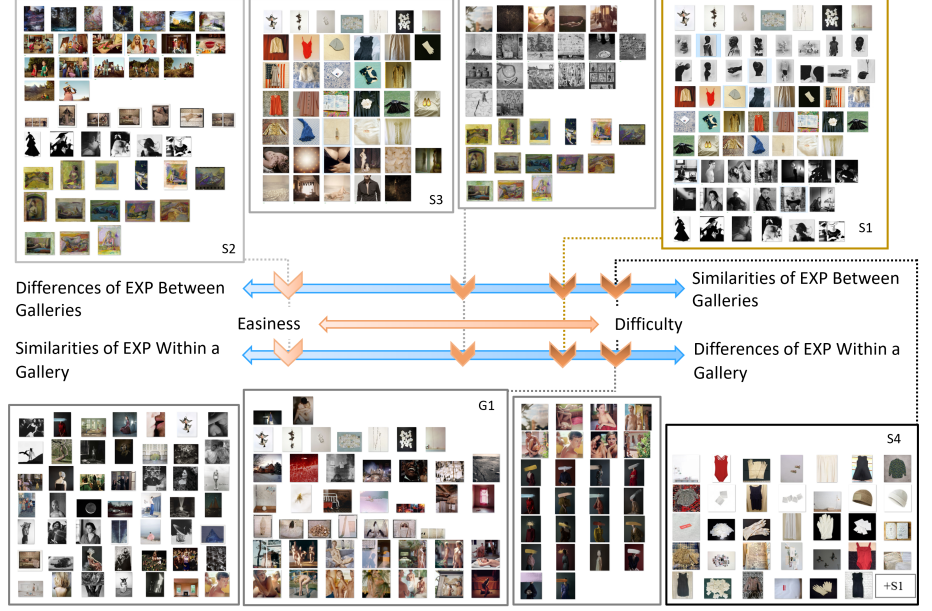 S2
S3
S1
Differences of EXP Between
Galleries
Similarities of EXP Between
Galleries
Easiness
Difficulty
Similarities of EXP Within a
Gallery
Differences of EXP Within a
Gallery
G1
S4
+S1